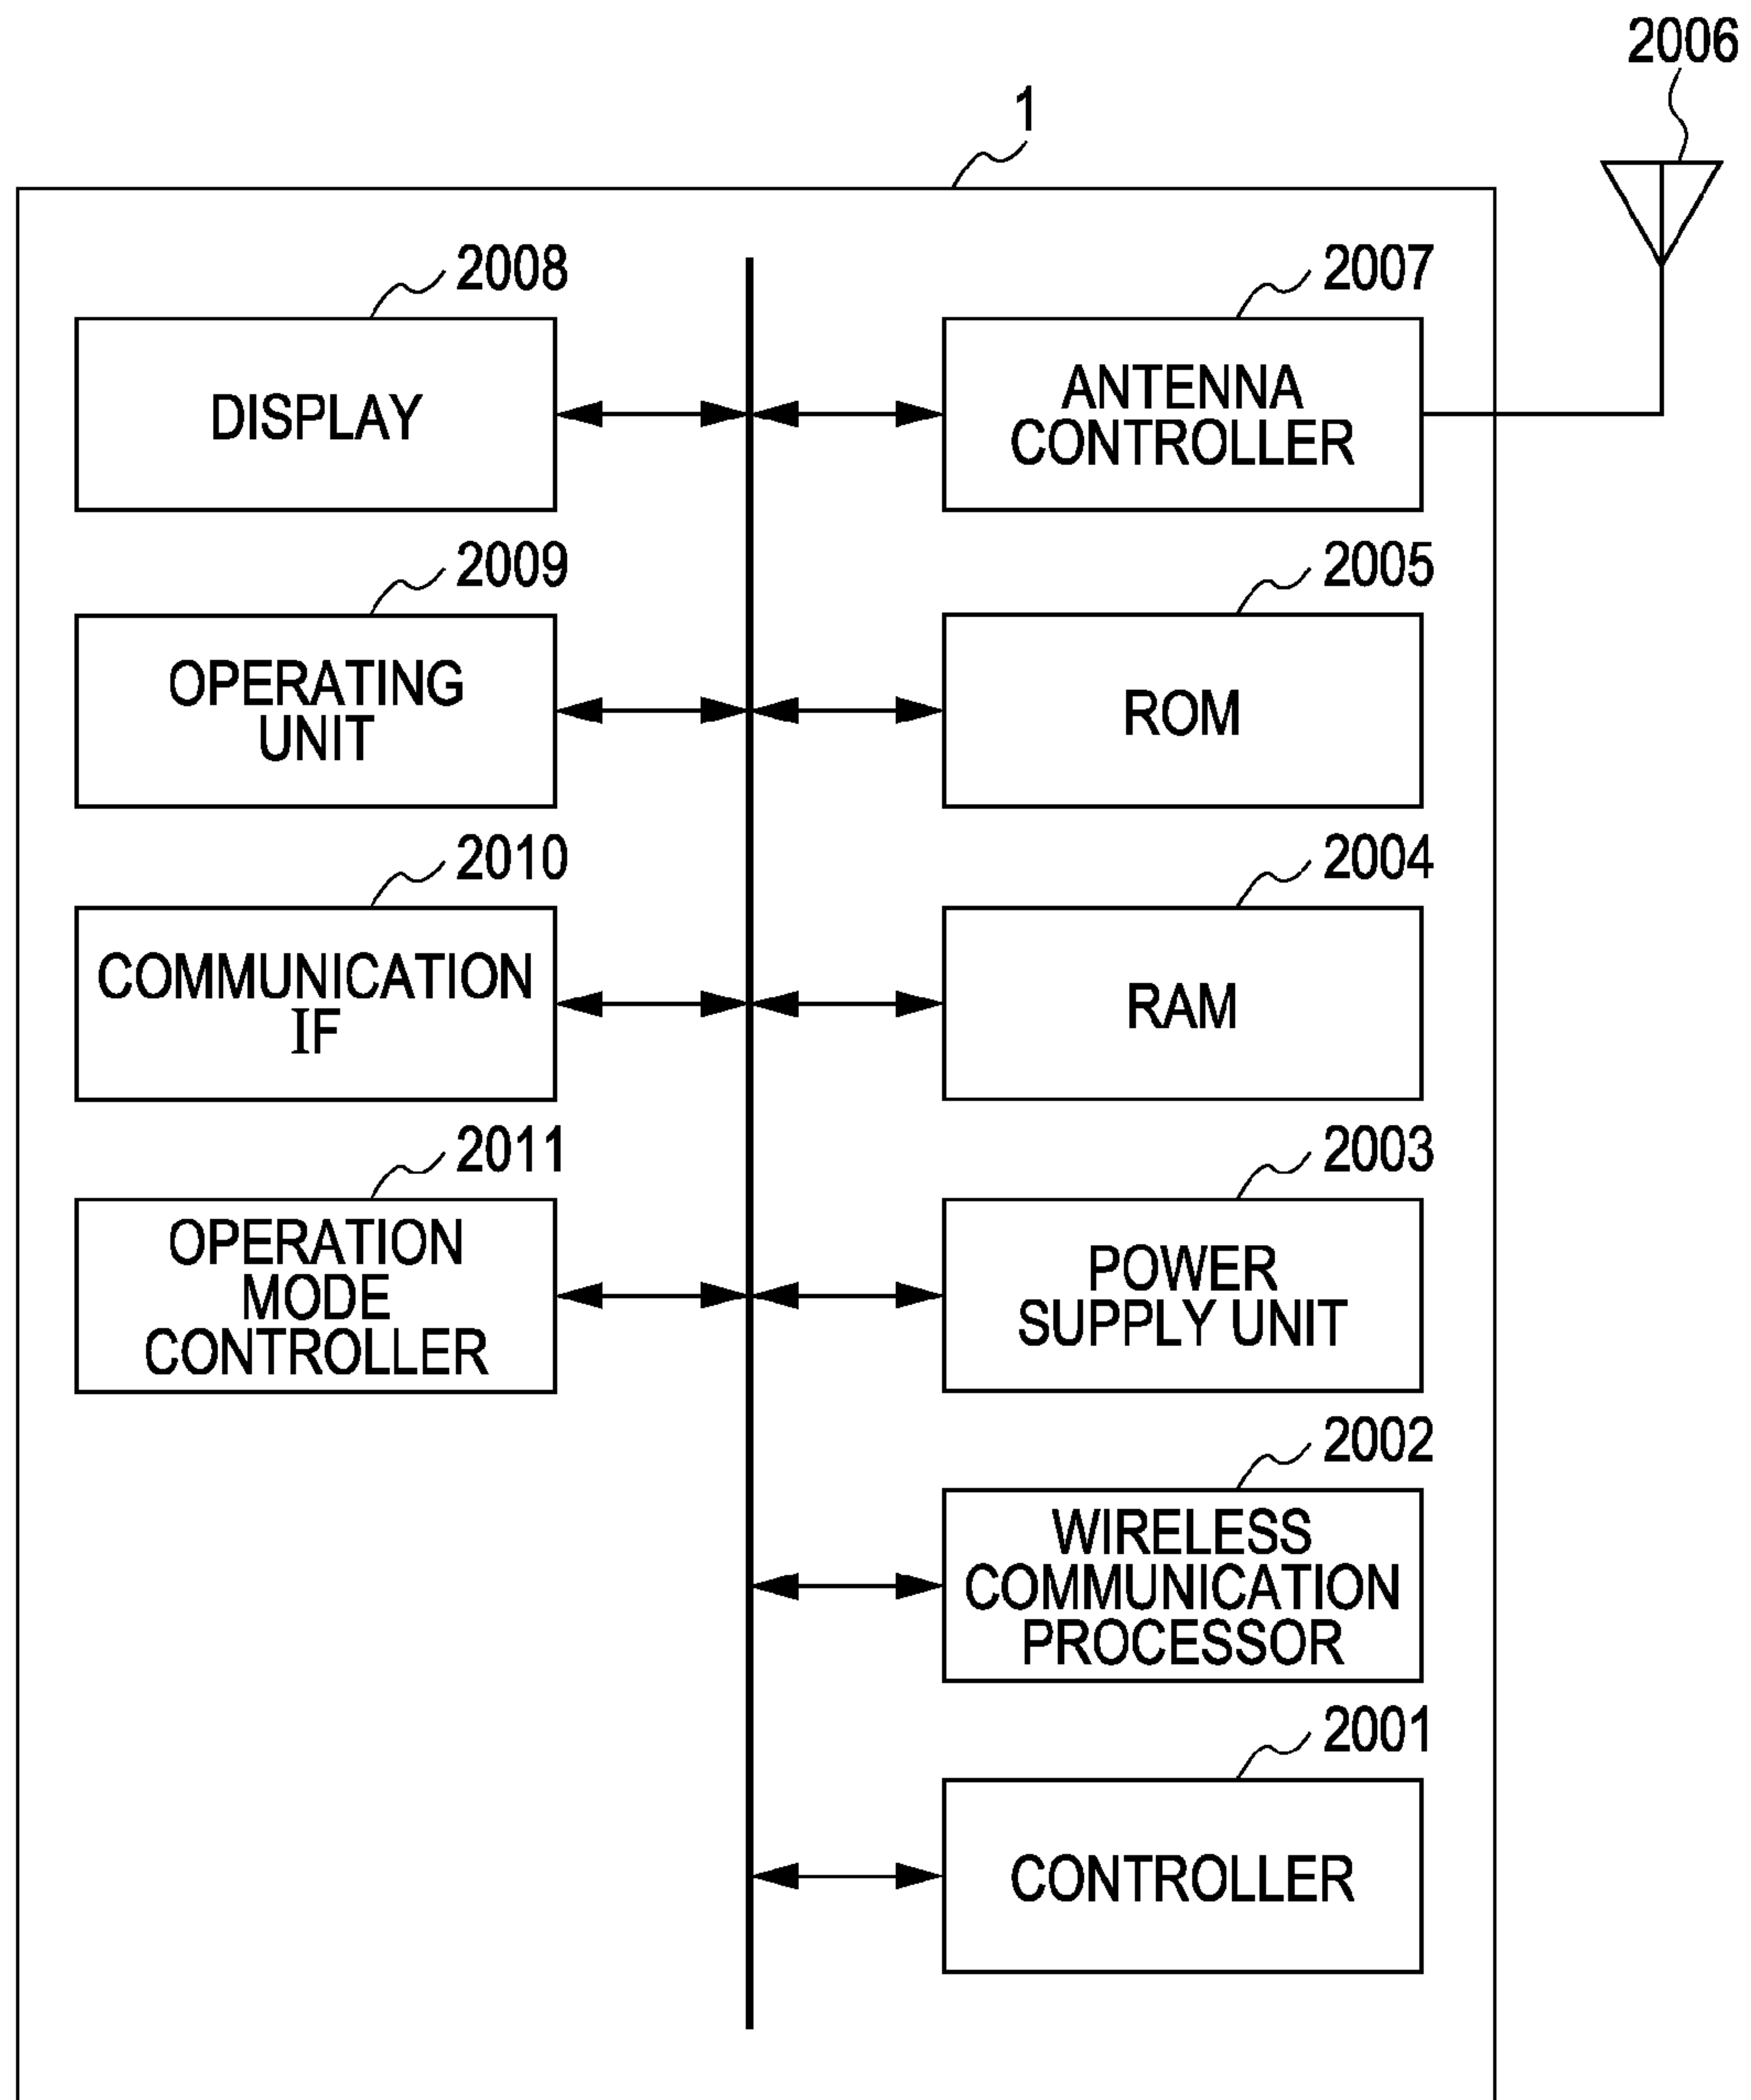 2006
1
2008
2007
DISPLAY
ANTENNA
CONTROLLER
2009
2005
OPERATING
UNIT
ROM
2010
2004
COMMUNICATION
IF
RAM
2011
2003
OPERATION
MODE
CONTROLLER
POWER
SUPPLY UNIT
2002
WIRELESS
COMMUNICATION
PROCESSOR
2001
CONTROLLER